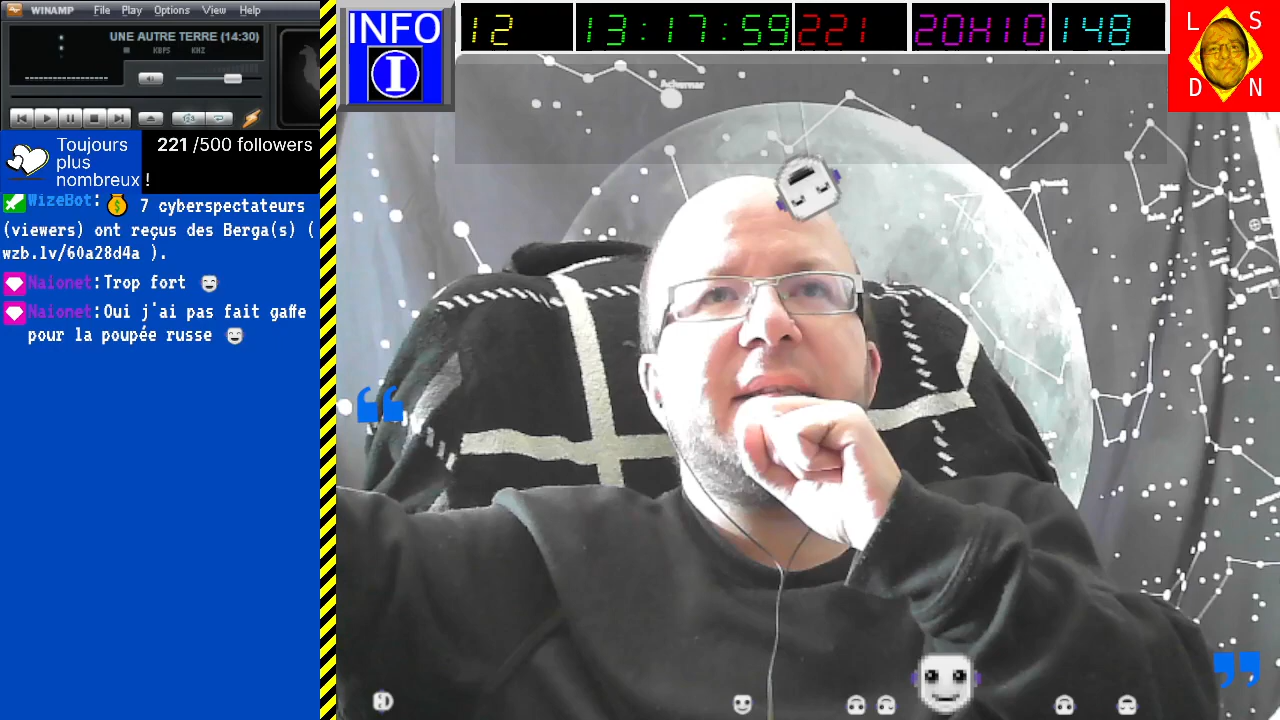 WINAMP File Play Options View Help
UNE AUTRE TERRE (14:30)
KBPS KHZ
Toujours
plus
nombreux !
221 /500 followers
WizeBot: 7 cyberspectateurs
(viewers) ont reçus des Berga(s) (
wzb.lv/60a28d4a ).
Naionet: Trop fort
Naionet: Oui j'ai pas fait gaffe
pour la poupée russe
INFO
I
12
13:17:59
221
20H10
148
L S
D N
Achernar
“
”